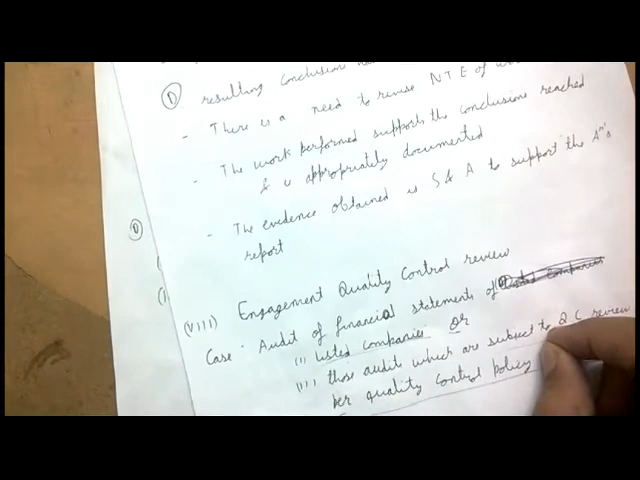 resulting conclusion
(D)
- There is a need to revise NTE of
- The work performed supports the conclusions reached
& is appropriately documented
- The evidence obtained is S & A to support the A"'s
report
(VIII) Engagement Quality Control review
Case - Audit of financial statements of
(i) listed companies or
(ii) those audit which are subject to QC review
per quality control policy